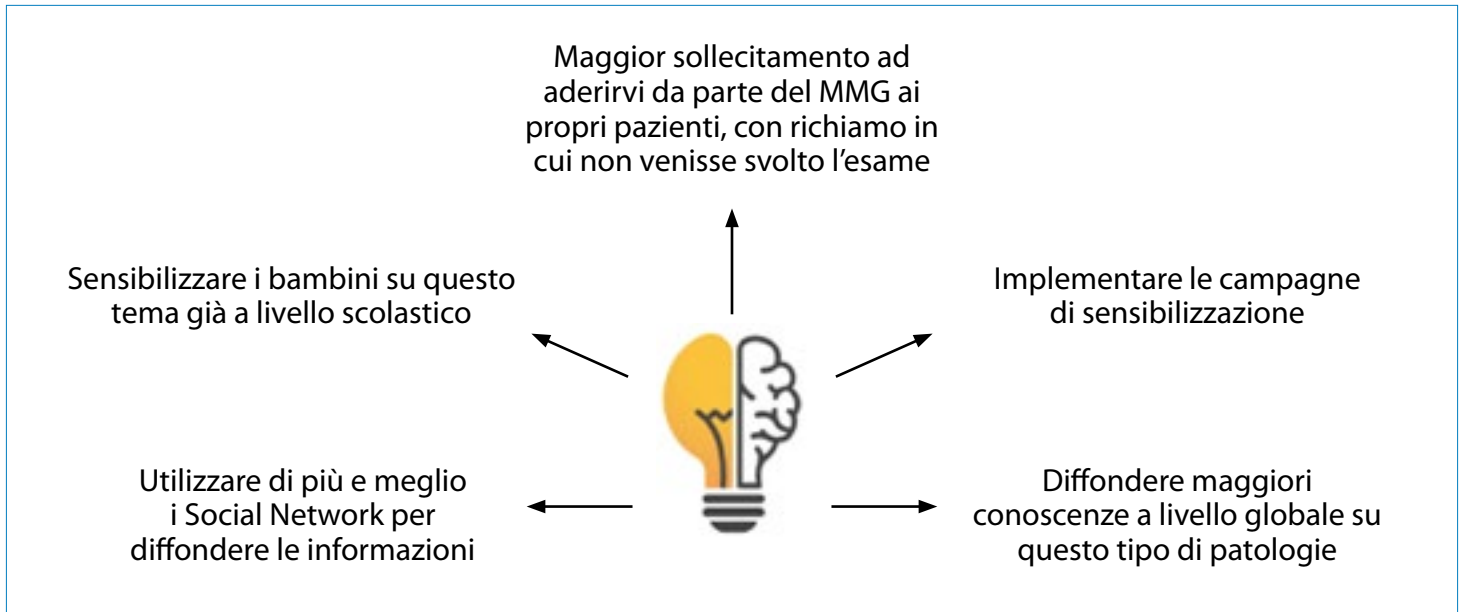 Maggior sollecitamento ad
aderirvi da parte del MMG ai
propri pazienti, con richiamo in
cui non venisse svolto l'esame
Sensibilizzare i bambini su questo
tema già a livello scolastico
Implementare le campagne
di sensibilizzazione
Utilizzare di più e meglio
i Social Network per
diffondere le informazioni
Diffondere maggiori
conoscenze a livello globale su
questo tipo di patologie